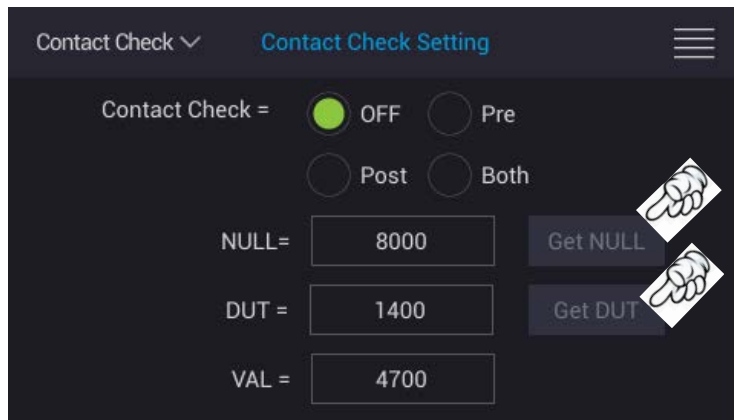 Contact Check Contact Check Setting
Contact Check = OFF Pre
Post Both
NULL= 8000 Get NULL
DUT = 1400 Get DUT
VAL = 4700